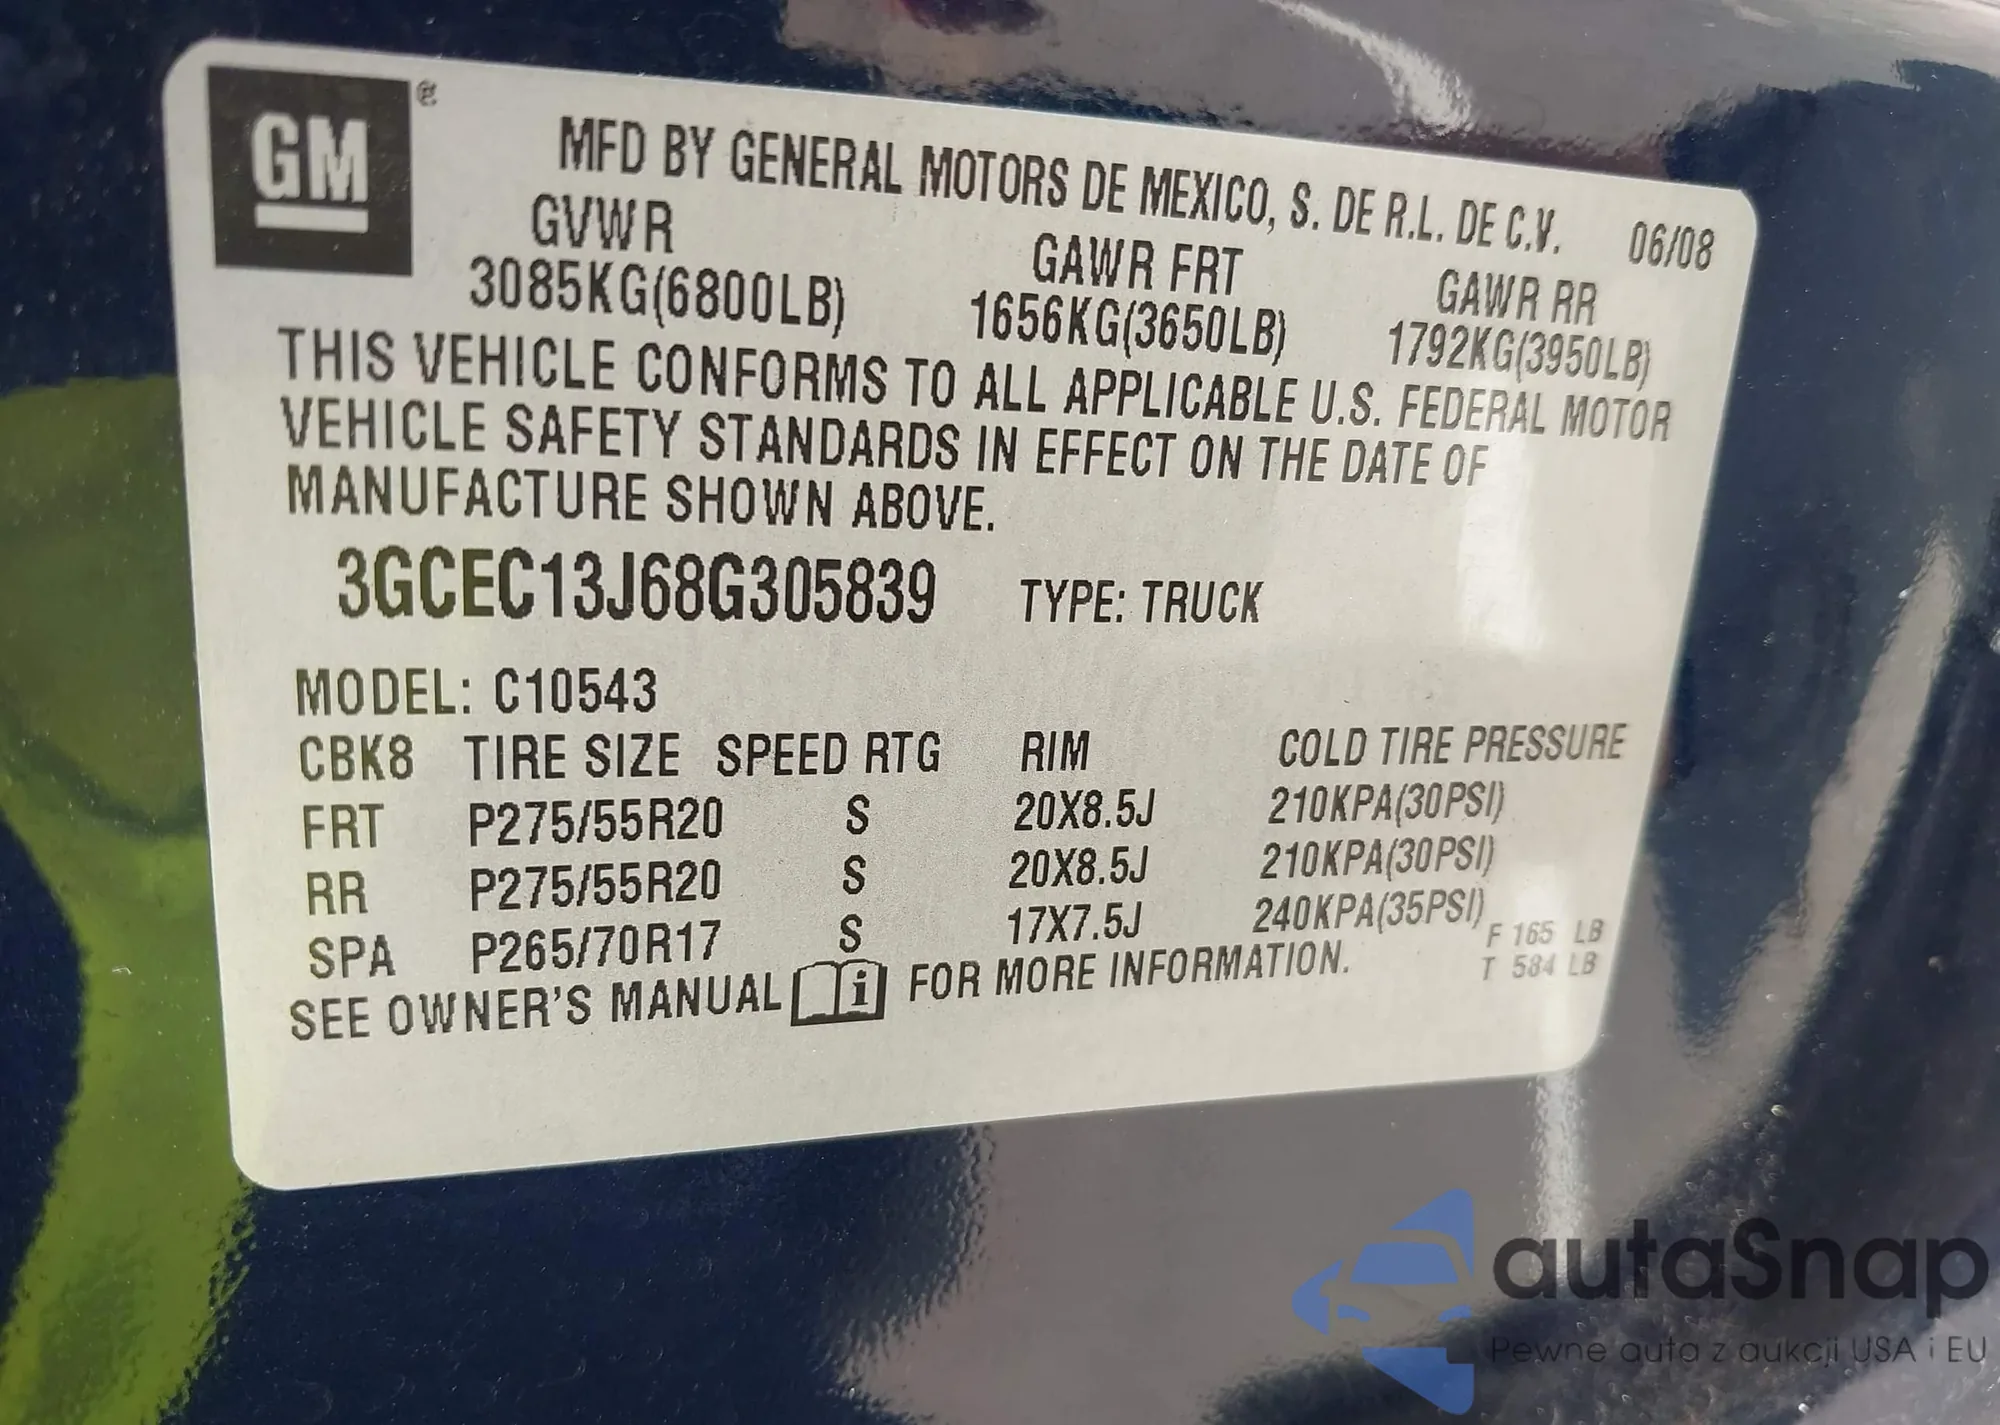 GM®
MFD BY GENERAL MOTORS DE MEXICO, S. DE R.L. DE C.V. 06/08
GVWR GAWR FRT GAWR RR
3085KG(6800LB) 1656KG(3650LB) 1792KG(3950LB)
THIS VEHICLE CONFORMS TO ALL APPLICABLE U.S. FEDERAL MOTOR
VEHICLE SAFETY STANDARDS IN EFFECT ON THE DATE OF
MANUFACTURE SHOWN ABOVE.
3GCEC13J68G305839 TYPE: TRUCK
MODEL: C10543
CBK8 TIRE SIZE SPEED RTG RIM COLD TIRE PRESSURE
FRT P275/55R20 S 20X8.5J 210KPA(30PSI)
RR P275/55R20 S 20X8.5J 210KPA(30PSI)
SPA P265/70R17 S 17X7.5J 240KPA(35PSI)
SEE OWNER'S MANUAL i FOR MORE INFORMATION.
F 165 LB
T 584 LB
autaSnap
Pewne auta z aukcji USA i EU